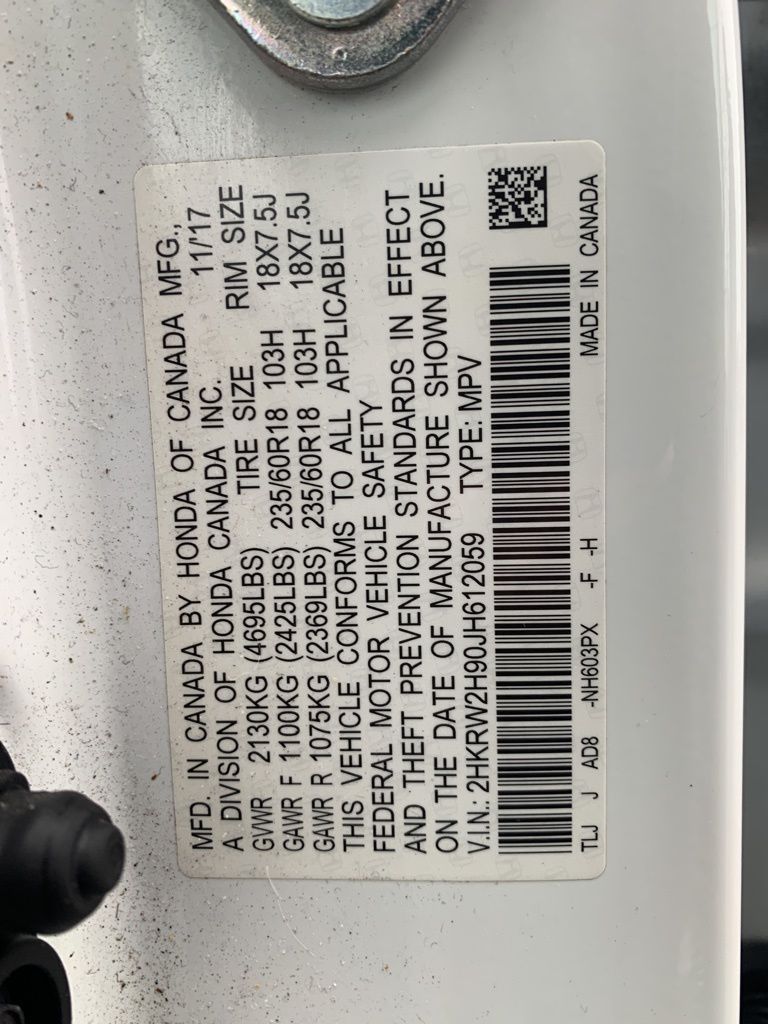 MFD. IN CANADA BY HONDA OF CANADA MFG.,
A DIVISION OF HONDA CANADA INC. 11/'17
GVWR 2130KG (4695LBS) TIRE SIZE RIM SIZE
GAWR F 1100KG (2425LBS) 235/60R18 103H 18X7.5J
GAWR R 1075KG (2369LBS) 235/60R18 103H 18X7.5J
THIS VEHICLE CONFORMS TO ALL APPLICABLE
FEDERAL MOTOR VEHICLE SAFETY
AND THEFT PREVENTION STANDARDS IN EFFECT
ON THE DATE OF MANUFACTURE SHOWN ABOVE.
V.I.N.: 2HKRW2H90JH612059 TYPE: MPV
TLJ J AD8 -NH603PX -F -H MADE IN CANADA